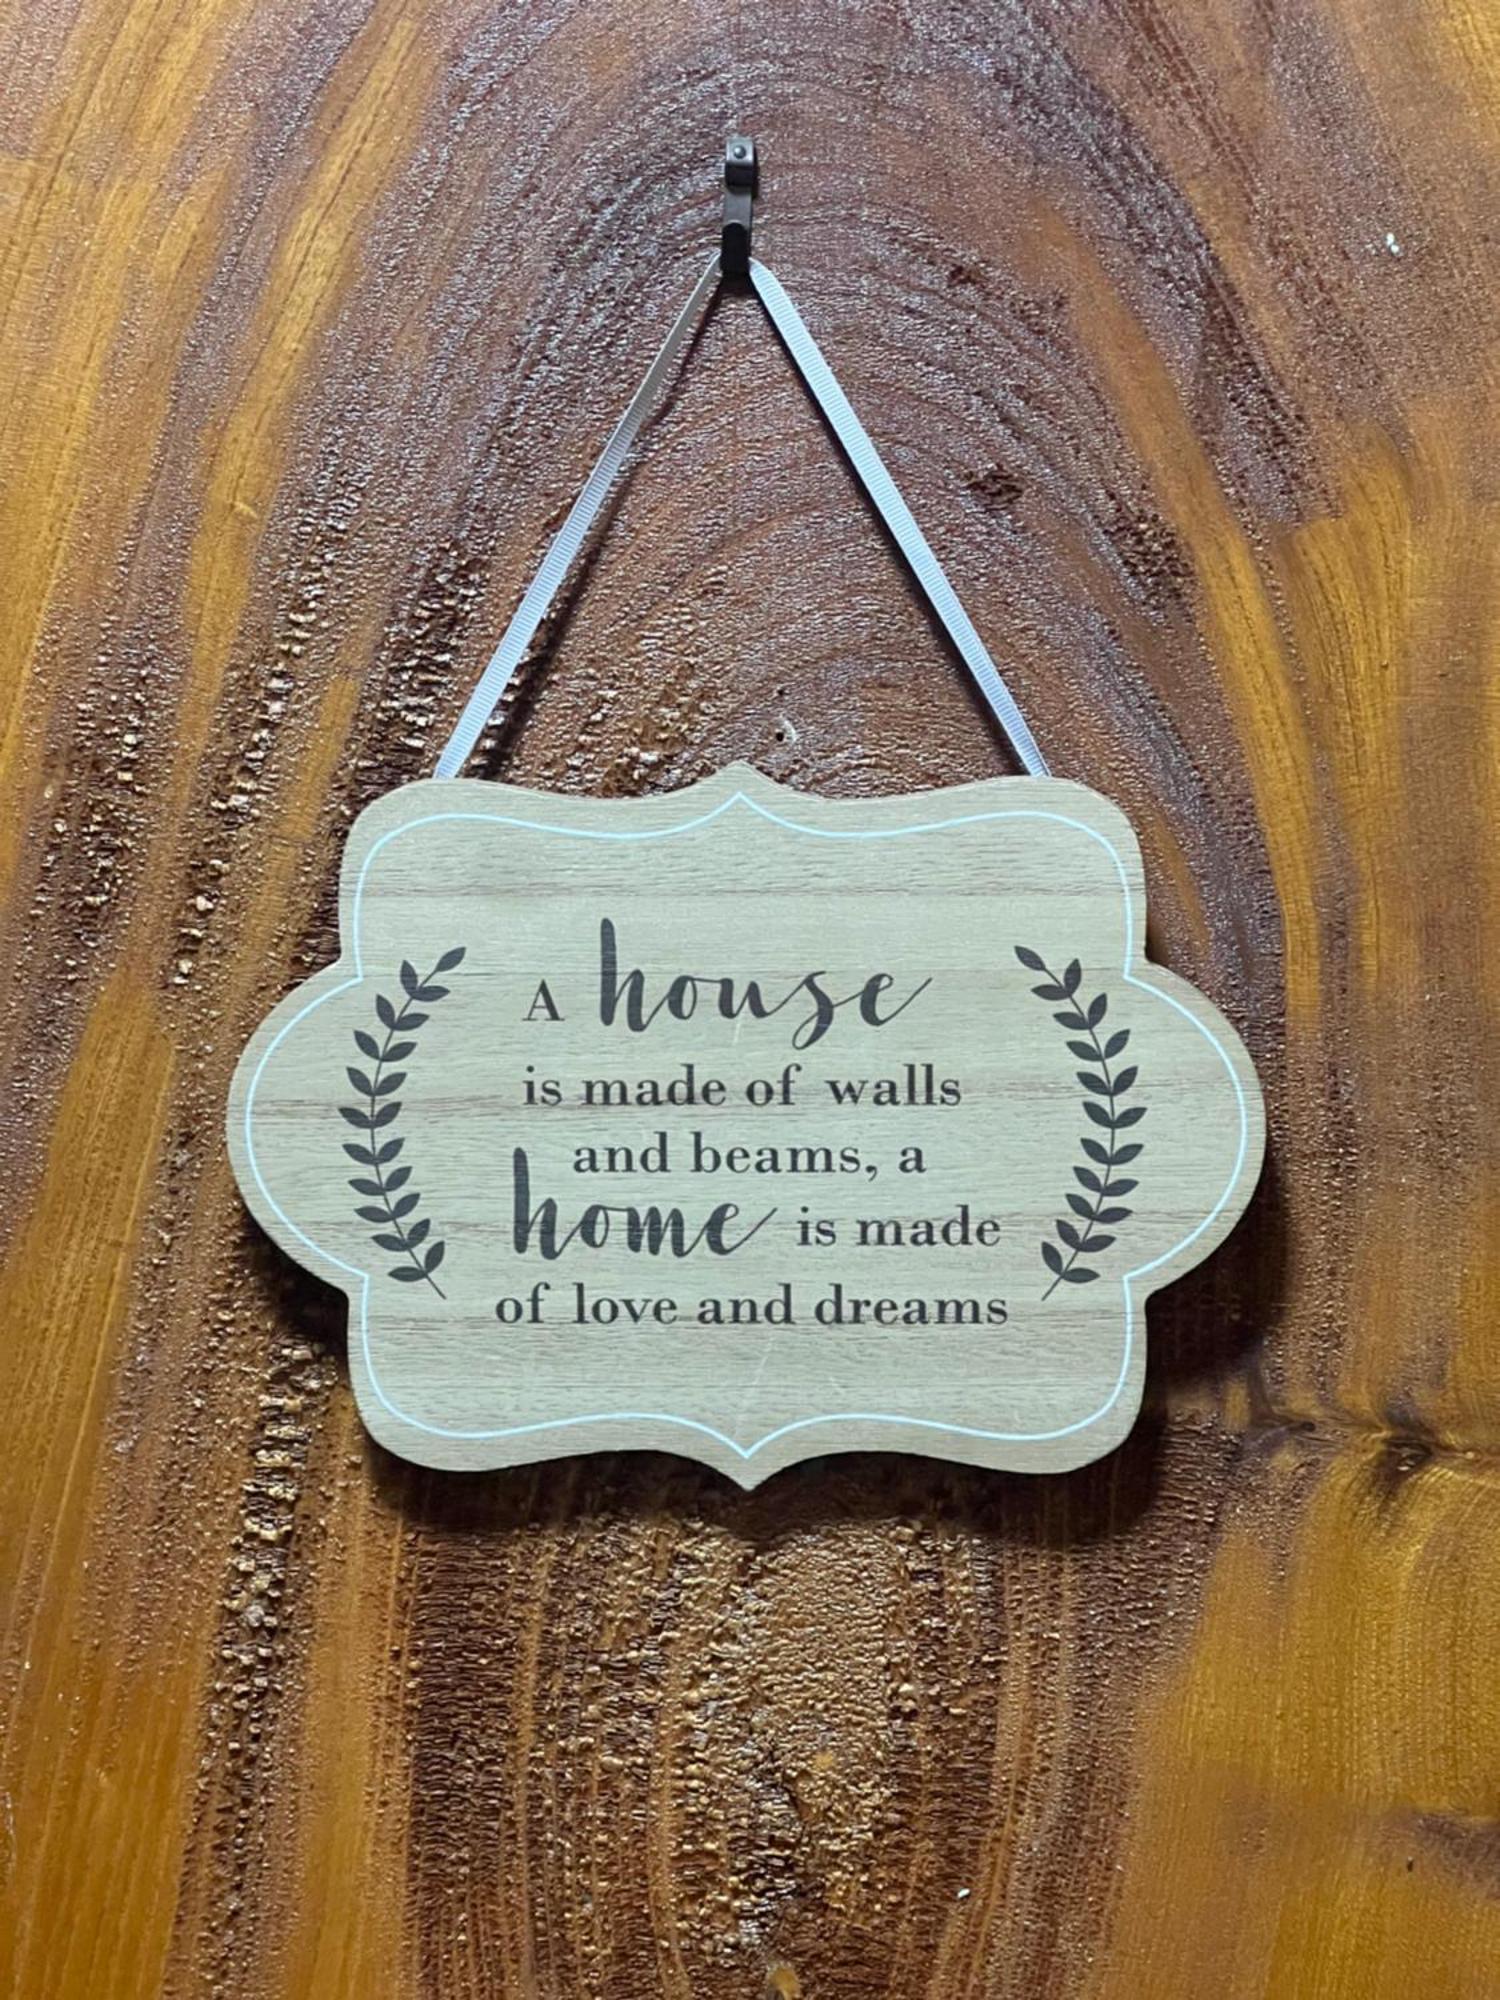 A house
is made of walls
and beams, a
home is made
of love and dreams